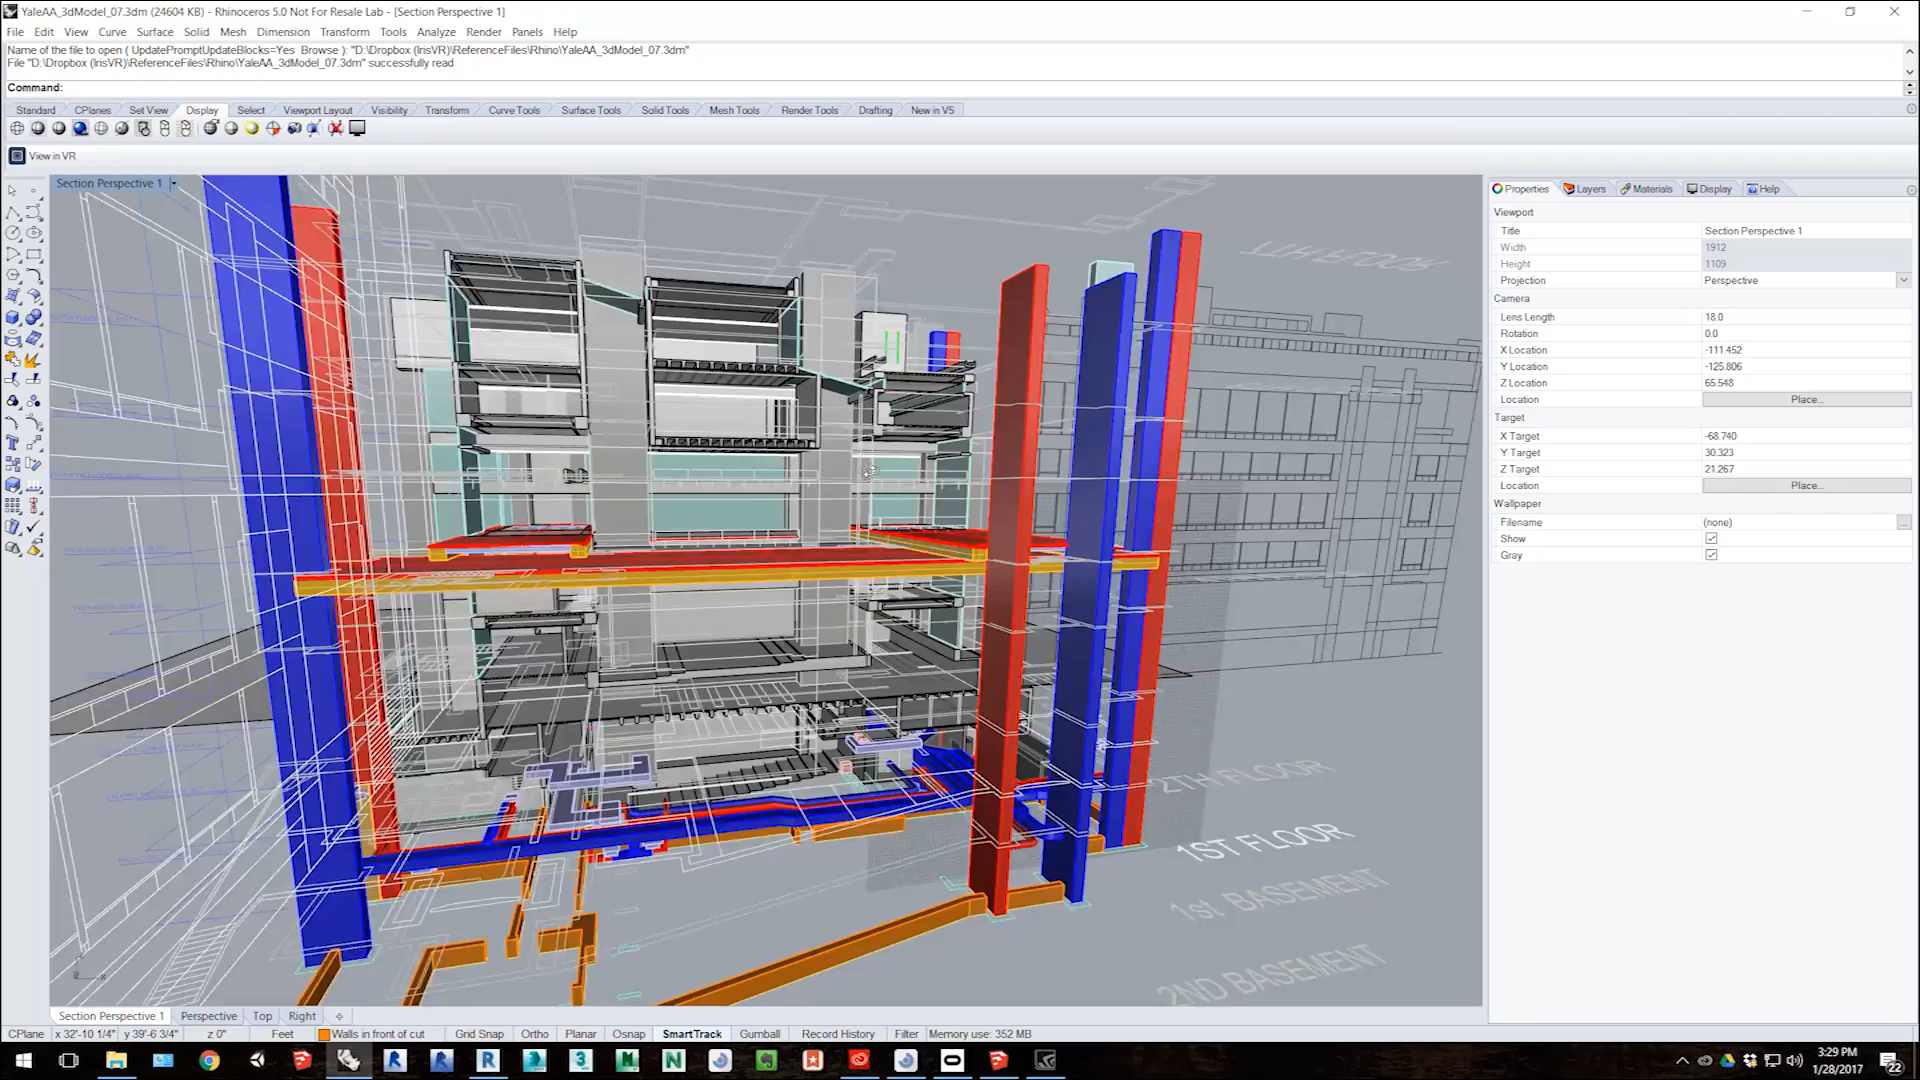 YaleAA_3dModel_07.3dm (24604 KB) - Rhinoceros 5.0 Not For Resale Lab - [Section Perspective 1]
File Edit View Curve Surface Solid Mesh Dimension Transform Tools Analyze Render Panels Help
Name of the file to open ( UpdatePromptUpdateBlocks=Yes Browse ): "D:\Dropbox (IrisVR)\ReferenceFiles\Rhino\YaleAA_3dModel_07.3dm"
File "D:\Dropbox (IrisVR)\ReferenceFiles\Rhino\YaleAA_3dModel_07.3dm" successfully read
Command:
Standard CPlanes Set View Display Select Viewport Layout Visibility Transform Curve Tools Surface Tools Solid Tools Mesh Tools Render Tools Drafting New in V5
View in VR
Section Perspective 1
Properties Layers Materials Display Help
Viewport
Title Section Perspective 1
Width 1912
Height 1109
Projection Perspective
Camera
Lens Length 18.0
Rotation 0.0
X Location -111.452
Y Location -125.806
Z Location 65.548
Location Place...
Target
X Target -68.740
Y Target 30.323
Z Target 21.267
Location Place...
Wallpaper
Filename (none) ...
Show
Gray
2TH FLOOR
1ST FLOOR
1st BASEMENT
2ND BASEMENT
Section Perspective 1 Perspective Top Right
CPlane x 32'-10 1/4" y 39'-6 3/4" z 0" Feet Walls in front of cut Grid Snap Ortho Planar Osnap SmartTrack Gumball Record History Filter Memory use: 352 MB
3:29 PM
1/28/2017
22